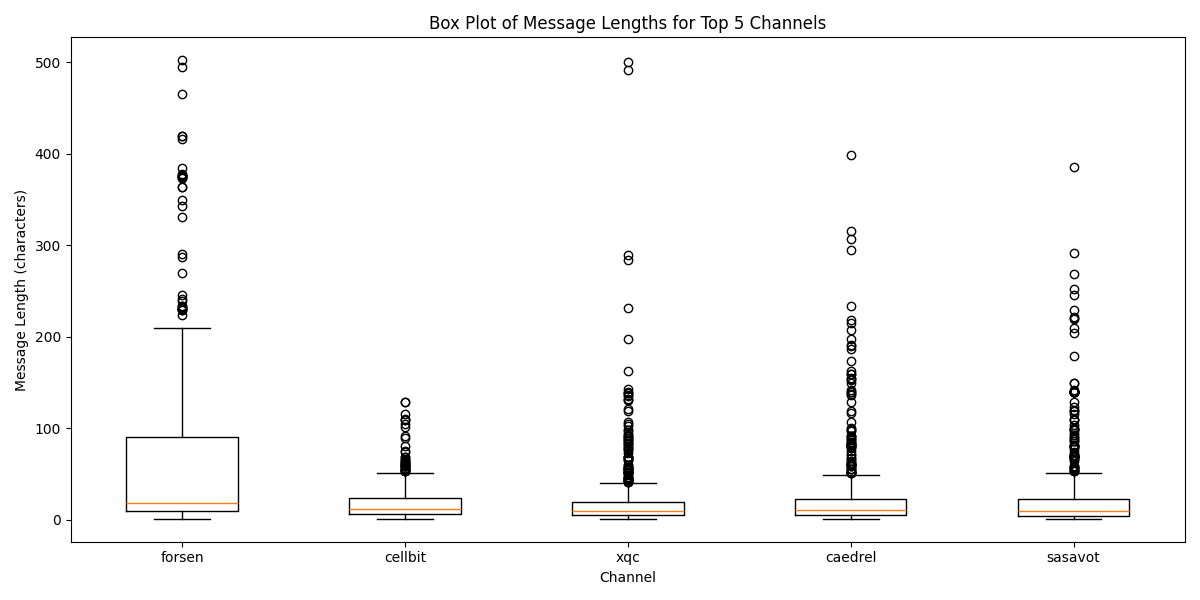 Box Plot of Message Lengths for Top 5 Channels
Message Length (characters)
500
400
300
200
100
0
forsen
cellbit
xqc
caedrel
sasavot
Channel